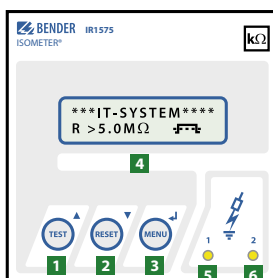 BENDER IR1575
ISOMETER®
kΩ
***IT-SYSTEM****
R >5.0MΩ
4
TEST
RESET
MENU
1 2
1 2 3 5 6